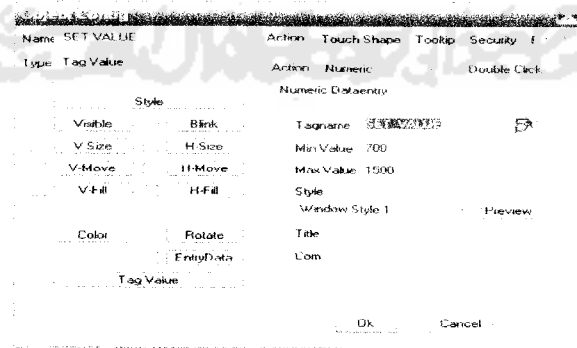 Name SET VALUE
Type Tag Value
Style
Visible Blink
V-Size H-Size
V-Move H-Move
V-Fill H-Fill
Color Rotate
EntryData
Tag Value
Action Touch Shape Tooltip Security
Action Numeric Double Click
Numeric Dataentry
Tagname
Min Value 700
Max Value 1500
Style
Window Style 1 Preview
Title
Com
Ok Cancel